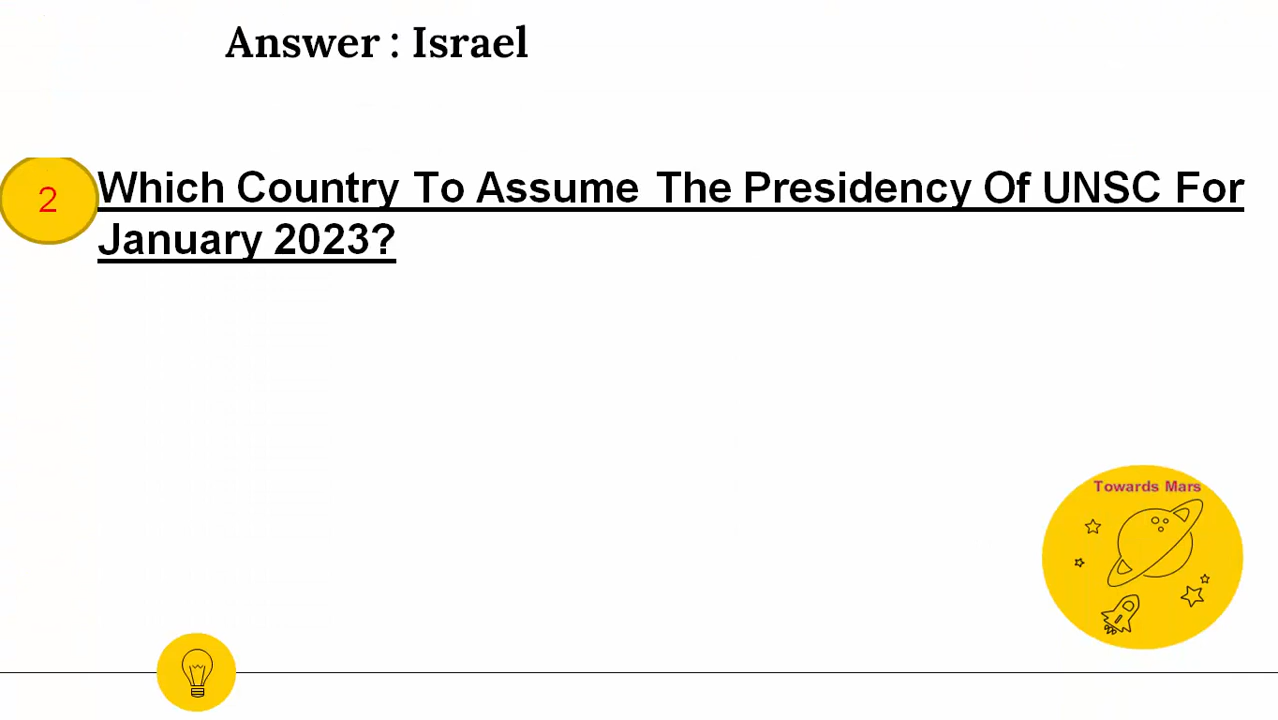 Answer : Israel
2
Which Country To Assume The Presidency Of UNSC For
January 2023?
Towards Mars